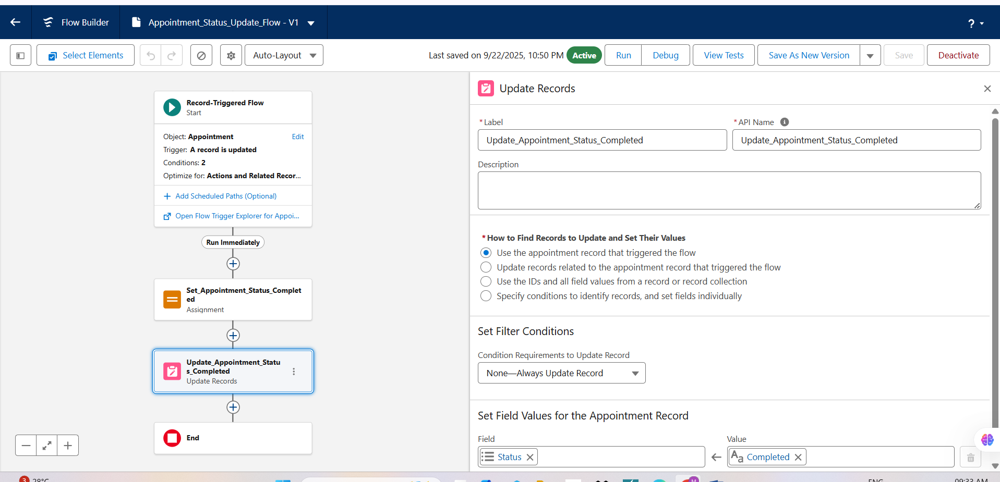 Flow Builder
Appointment_Status_Update_Flow - V1
?
Select Elements
Auto-Layout
Last saved on 9/22/2025, 10:50 PM
Active
Run
Debug
View Tests
Save As New Version
Save
Deactivate
Record-Triggered Flow
Start
Object: Appointment
Edit
Trigger: A record is updated
Conditions: 2
Optimize for: Actions and Related Recor...
+ Add Scheduled Paths (Optional)
Open Flow Trigger Explorer for Appoi...
Run Immediately
Set_Appointment_Status_Complet
ed
Assignment
Update_Appointment_Statu
s_Completed
Update Records
End
Update Records
*Label
*API Name
Update_Appointment_Status_Completed
Update_Appointment_Status_Completed
Description
*How to Find Records to Update and Set Their Values
Use the appointment record that triggered the flow
Update records related to the appointment record that triggered the flow
Use the IDs and all field values from a record or record collection
Specify conditions to identify records, and set fields individually
Set Filter Conditions
Condition Requirements to Update Record
None—Always Update Record
Set Field Values for the Appointment Record
Field
Value
Status
Aa Completed
3
28°C
ENG
09:33 AM